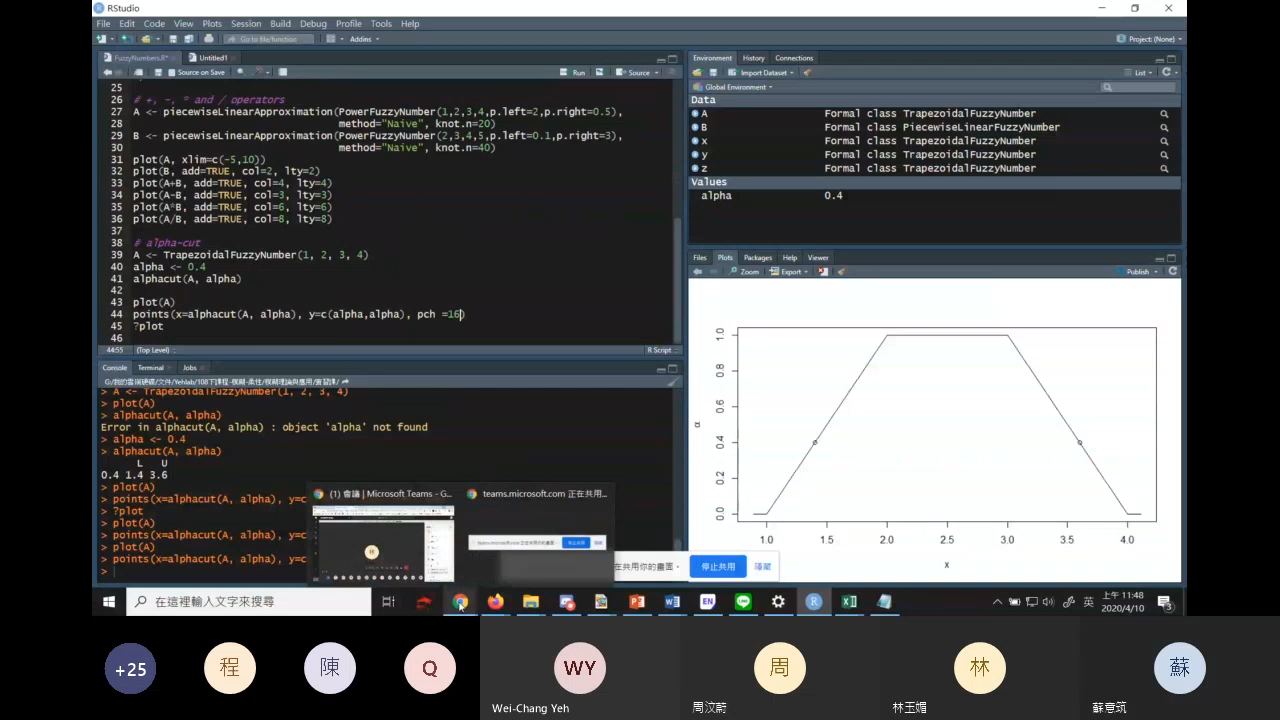 RStudio
File Edit Code View Plots Session Build Debug Profile Tools Help
Go to file/function Addins Project: (None)
FuzzyNumbers.R* Untitled1
Source on Save Run Source
25
26 # +, -, * and / operators
27 A <- piecewiseLinearApproximation(PowerFuzzyNumber(1,2,3,4,p.left=2,p.right=0.5),
28 method="Naive", knot.n=20)
29 B <- piecewiseLinearApproximation(PowerFuzzyNumber(2,3,4,5,p.left=0.1,p.right=3),
30 method="Naive", knot.n=40)
31 plot(A, xlim=c(-5,10))
32 plot(B, add=TRUE, col=2, lty=2)
33 plot(A+B, add=TRUE, col=4, lty=4)
34 plot(A-B, add=TRUE, col=3, lty=3)
35 plot(A*B, add=TRUE, col=6, lty=6)
36 plot(A/B, add=TRUE, col=8, lty=8)
37
38 # alpha-cut
39 A <- TrapezoidalFuzzyNumber(1, 2, 3, 4)
40 alpha <- 0.4
41 alphacut(A, alpha)
42
43 plot(A)
44 points(x=alphacut(A, alpha), y=c(alpha,alpha), pch =16)
45 ?plot
46
44:55 (Top Level) R Script
Console Terminal Jobs
> A <- TrapezoidalFuzzyNumber(1, 2, 3, 4)
> plot(A)
> alphacut(A, alpha)
Error in alphacut(A, alpha) : object 'alpha' not found
> alpha <- 0.4
> alphacut(A, alpha)
L U
0.4 1.4 3.6
> plot(A)
> points(x=alphacut(A, alpha), y=c
> ?plot
> plot(A)
> points(x=alphacut(A, alpha), y=c
> plot(A)
> points(x=alphacut(A, alpha), y=c
>
Environment History Connections
Import Dataset List
Global Environment
Data
A Formal class TrapezoidalFuzzyNumber
B Formal class PiecewiseLinearFuzzyNumber
x Formal class TrapezoidalFuzzyNumber
y Formal class TrapezoidalFuzzyNumber
z Formal class TrapezoidalFuzzyNumber
Values
alpha 0.4
Files Plots Packages Help Viewer
Zoom Export Publish
1.0
0.8
0.6
α
0.4
0.2
0.0
1.0 1.5 2.0 2.5 3.0 3.5 4.0
x
(1) 會議 | Microsoft Teams - G... teams.microsoft.com 正在共用...
R
在共用你的畫面。 停止共用 隱藏
在這裡輸入文字來搜尋
EN
英
上午 11:48
2020/4/10
3
+25 程 陳 Q WY 周 林 蘇
Wei-Chang Yeh 周汶蔚 林玉媚 蘇意筑